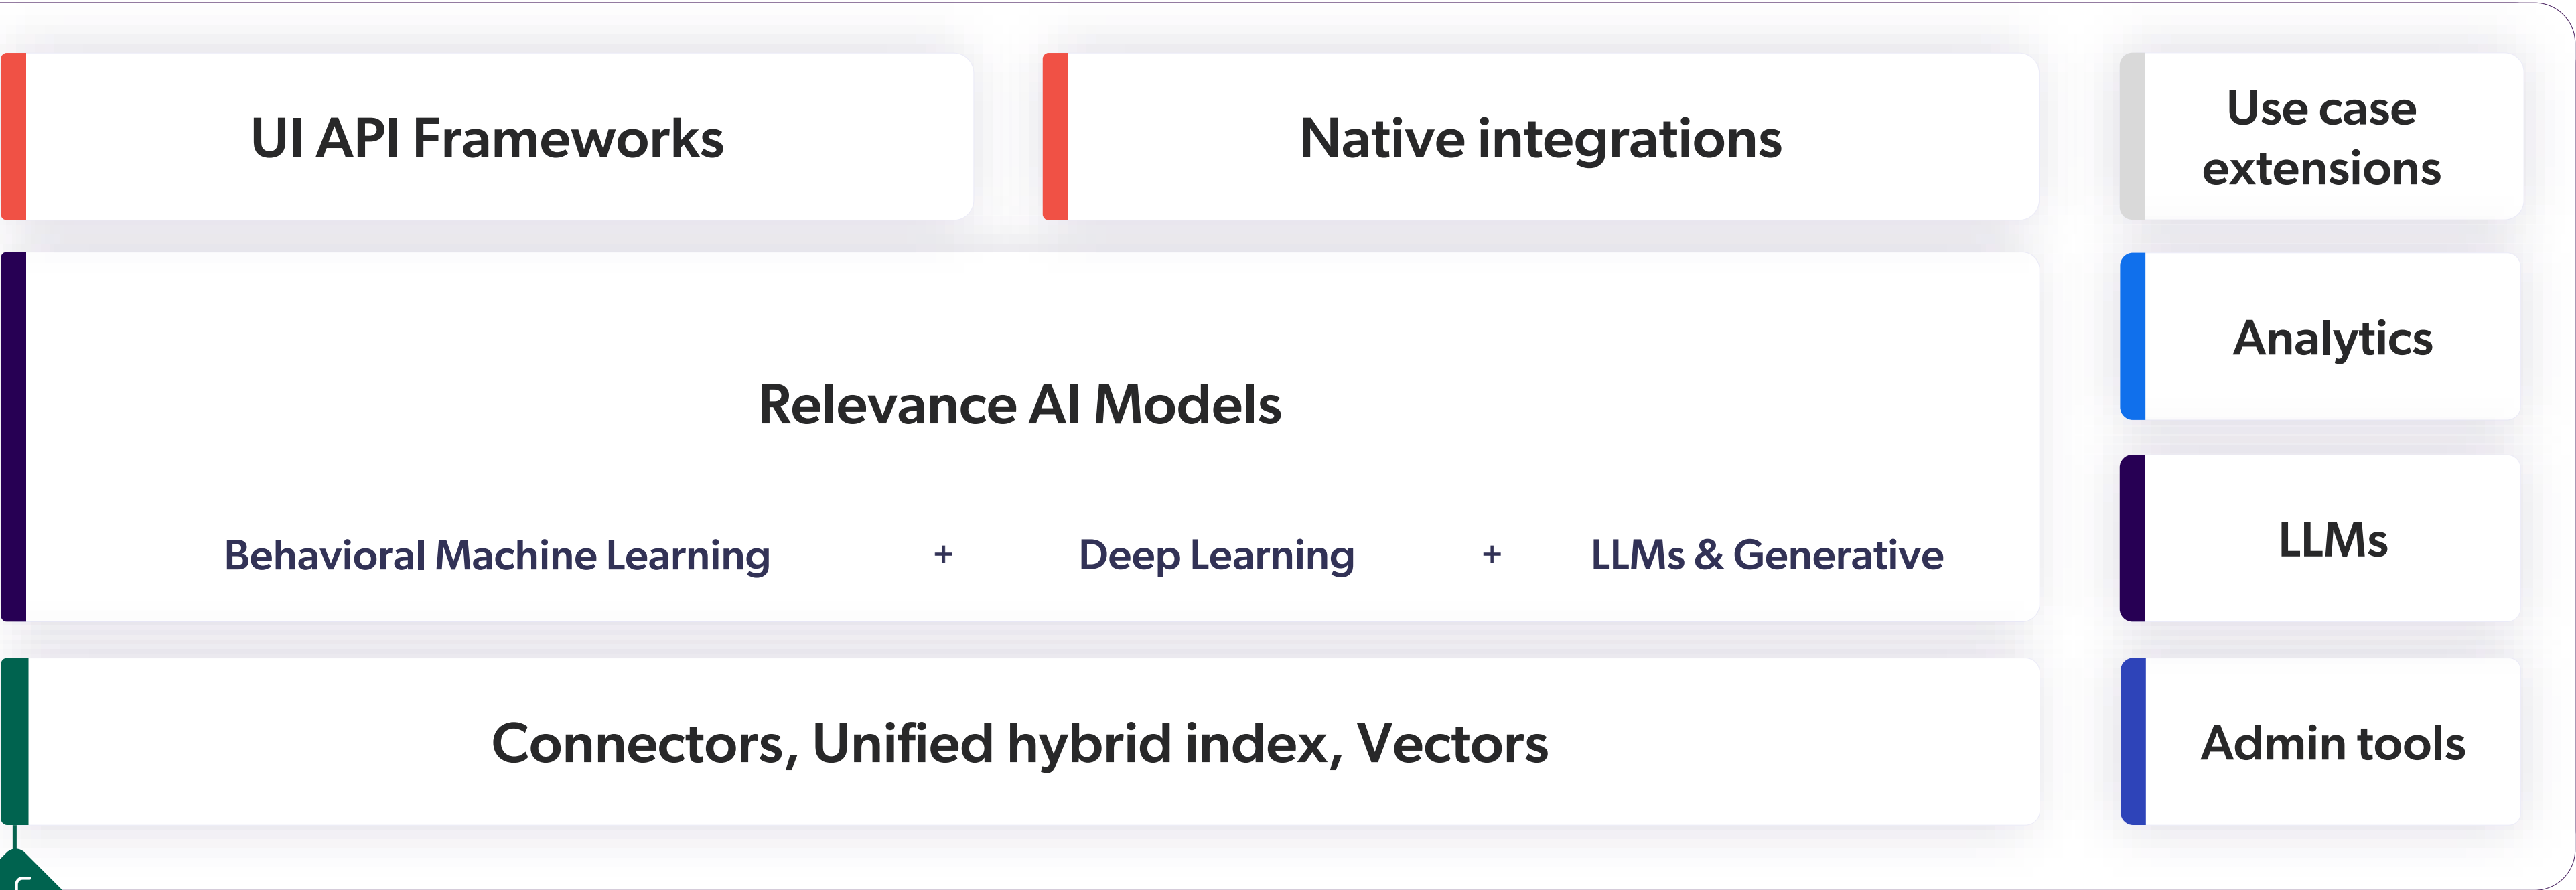 UI API Frameworks
Native integrations
Use case
extensions
Relevance AI Models
Behavioral Machine Learning + Deep Learning + LLMs & Generative
Analytics
LLMs
Connectors, Unified hybrid index, Vectors
Admin tools